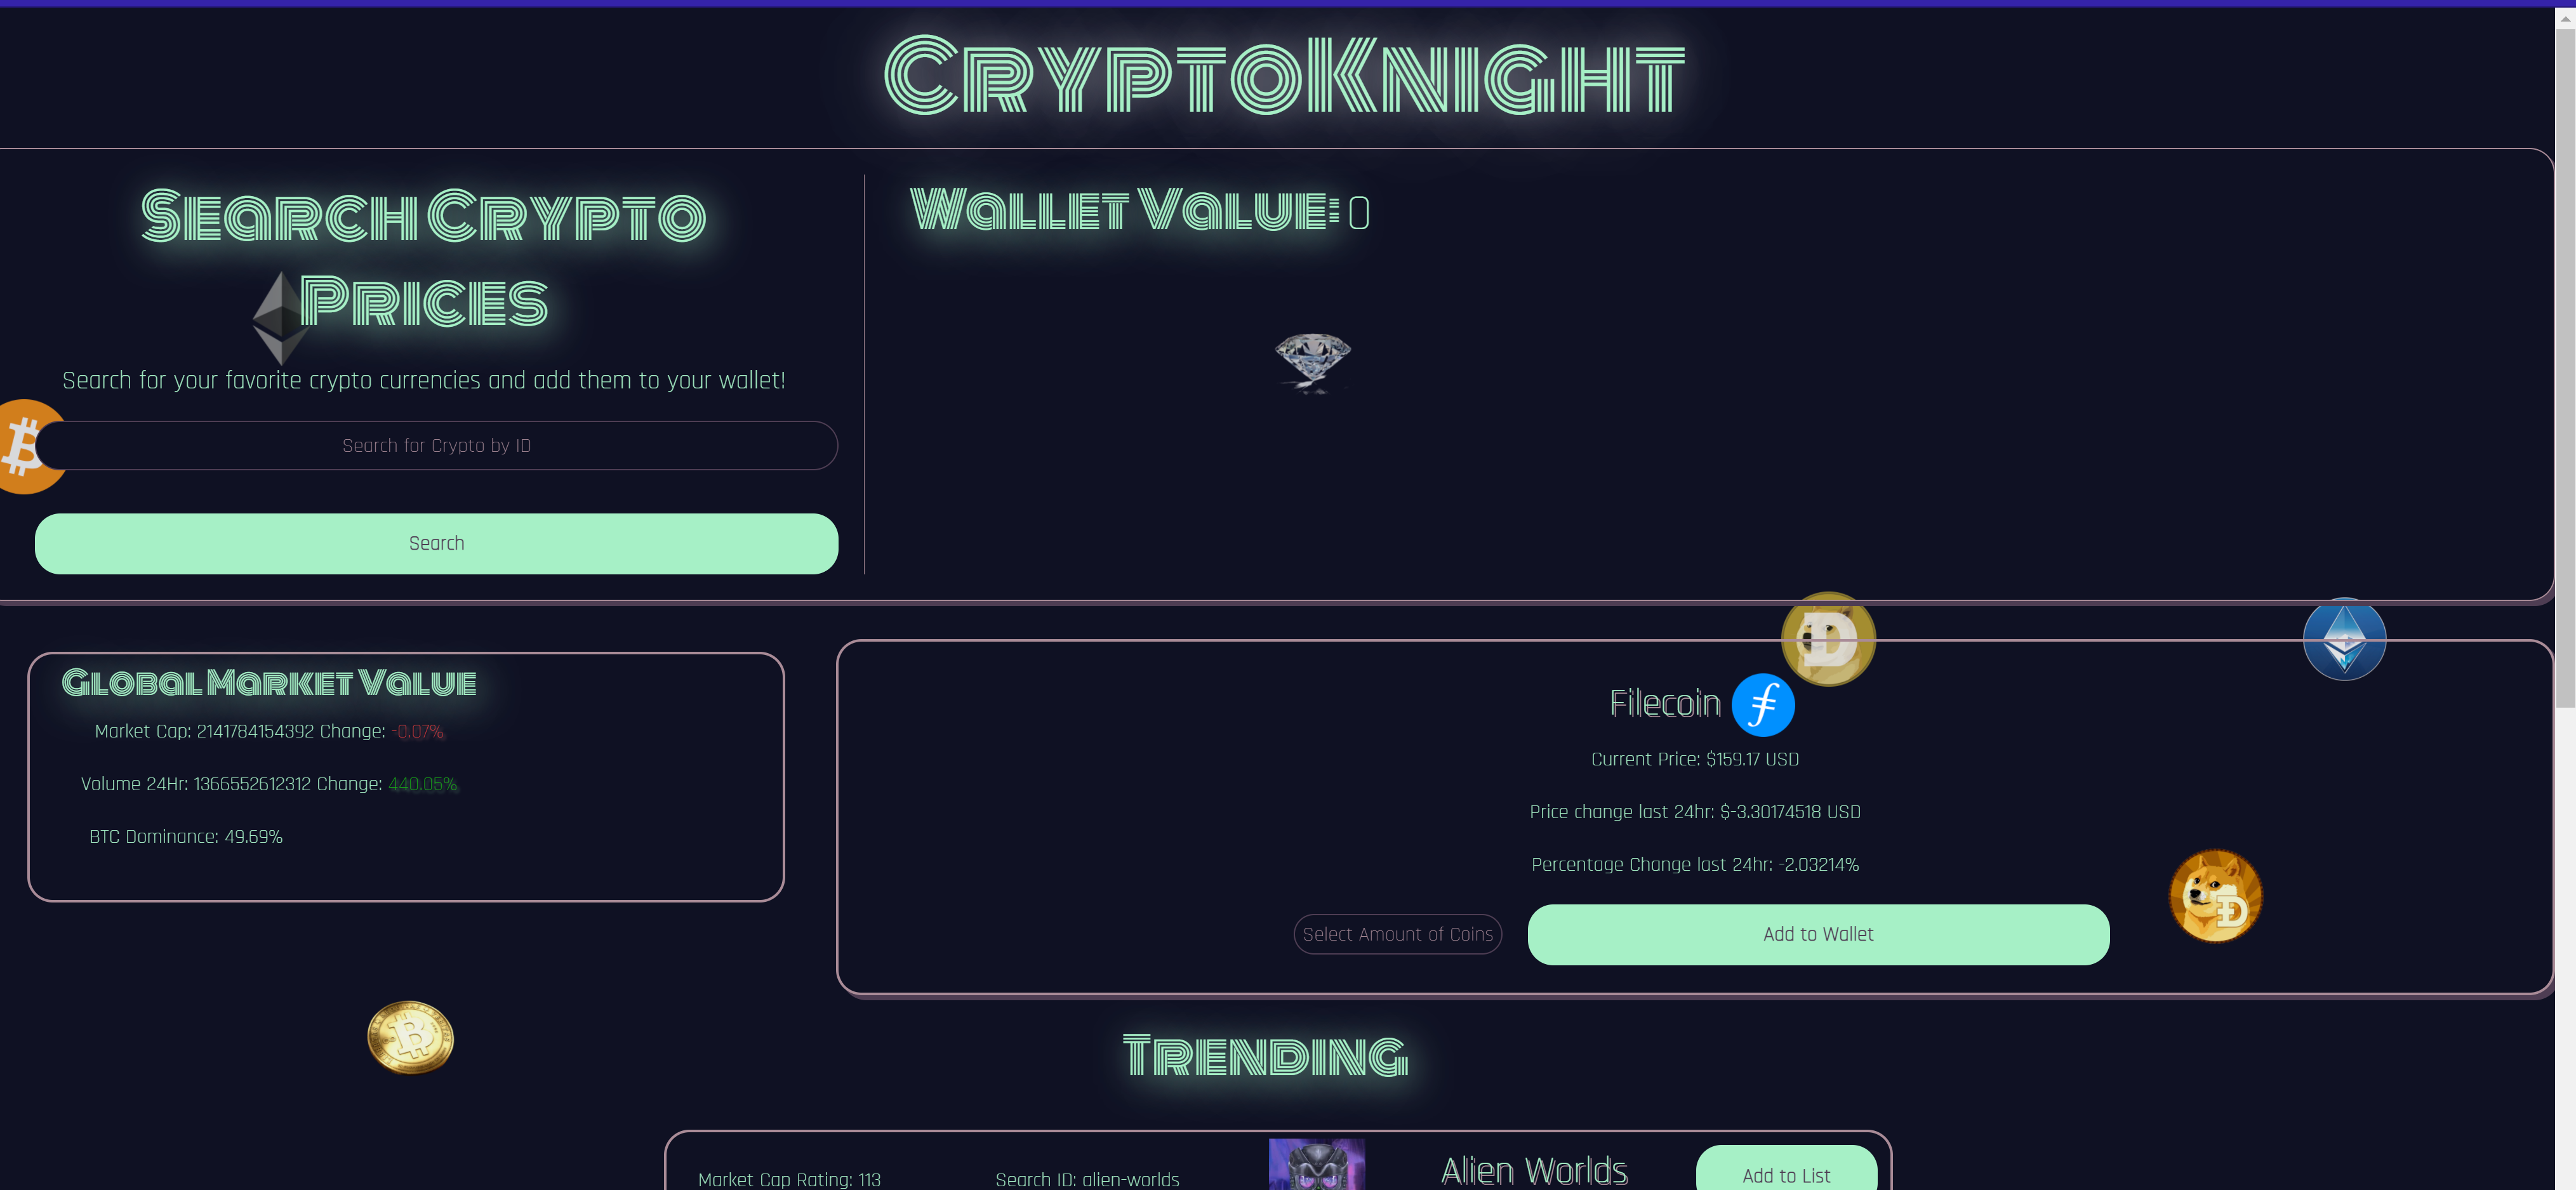 CryptoKnight
Search Crypto
Prices
Search for your favorite crypto currencies and add them to your wallet!
Search for Crypto by ID
Search
Wallet Value: 0
Global Market Value
Market Cap: 2141784154392 Change: -0.07%
Volume 24Hr: 1366552612312 Change: 440.05%
BTC Dominance: 49.69%
Filecoin
Current Price: $159.17 USD
Price change last 24hr: $-3.30174518 USD
Percentage Change last 24hr: -2.03214%
Select Amount of Coins
Add to Wallet
Trending
Market Cap Rating: 113
Search ID: alien-worlds
Alien Worlds
Add to List